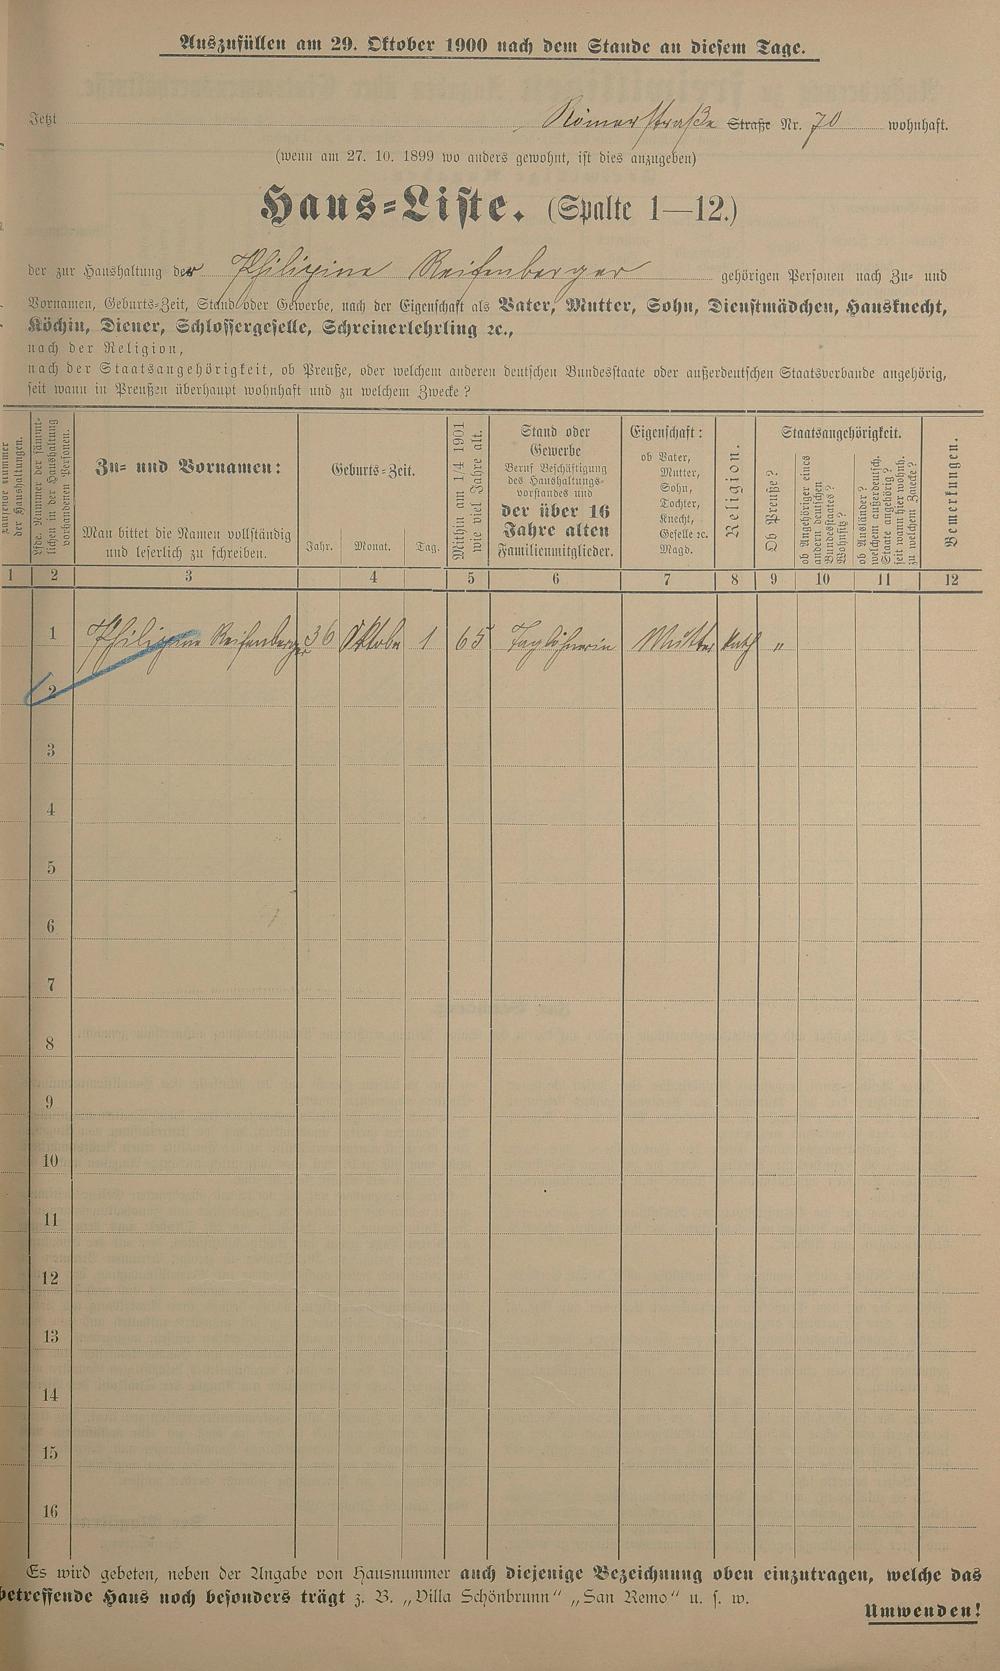 Auszufüllen am 29. Oktober 1900 nach dem Stande an diesem Tage.
Jetzt Römerstraße Straße Nr. 70 wohnhaft.
(wenn am 27. 10. 1899 wo anders gewohnt, ist dies anzugeben)
Haus-Liste. (Spalte 1—12.)
der zur Haushaltung der Philipine Reifenberger gehörigen Personen nach Zu- und
Vornamen, Geburts-Zeit, Stand oder Gewerbe, nach der Eigenschaft als Vater, Mutter, Sohn, Dienstmädchen, Hausknecht,
Köchin, Diener, Schlossergeselle, Schreinerlehrling ꝛc.,
nach der Religion,
nach der Staatsangehörigkeit, ob Preuße, oder welchem anderen deutschen Bundesstaate oder außerdeutschen Staatsverbande angehörig,
seit wann in Preußen überhaupt wohnhaft und zu welchem Zwecke?
Laufende Nummer
der Haushaltungen.
Lfde. Nummer der sämmt-
lichen in der Haushaltung
vorhandenen Personen.
Zu- und Vornamen:
Man bittet die Namen vollständig
und leserlich zu schreiben.
Geburts-Zeit.
Jahr. Monat. Tag.
Mithin am 1/4 1901
wie viel Jahre alt.
Stand oder
Gewerbe
Beruf Beschäftigung
des Haushaltungs-
vorstandes und
der über 16
Jahre alten
Familienmitglieder.
Eigenschaft:
ob Vater,
Mutter,
Sohn,
Tochter,
Knecht,
Geselle ꝛc.
Magd.
Religion.
Staatsangehörigkeit.
Ob Preuße?
ob Angehöriger eines
andern deutschen
Bundesstaates?
Wohnsitz?
ob Ausländer?
welchem außerdeutsch.
Staate angehörig?
seit wann hier wohnh.
zu welchem Zwecke?
Bemerkungen.
1 2 3 4 5 6 7 8 9 10 11 12
1 Philipine Reifenberger 36 Oktobe 1 65 Taglöhnerin Mutter kath "
2
3
4
5
6
7
8
9
10
11
12
13
14
15
16
Es wird gebeten, neben der Angabe von Hausnummer auch diejenige Bezeichnung oben einzutragen, welche das
betreffende Haus noch besonders trägt z. B. „Villa Schönbrunn" „San Remo" u. s. w.
Umwenden!